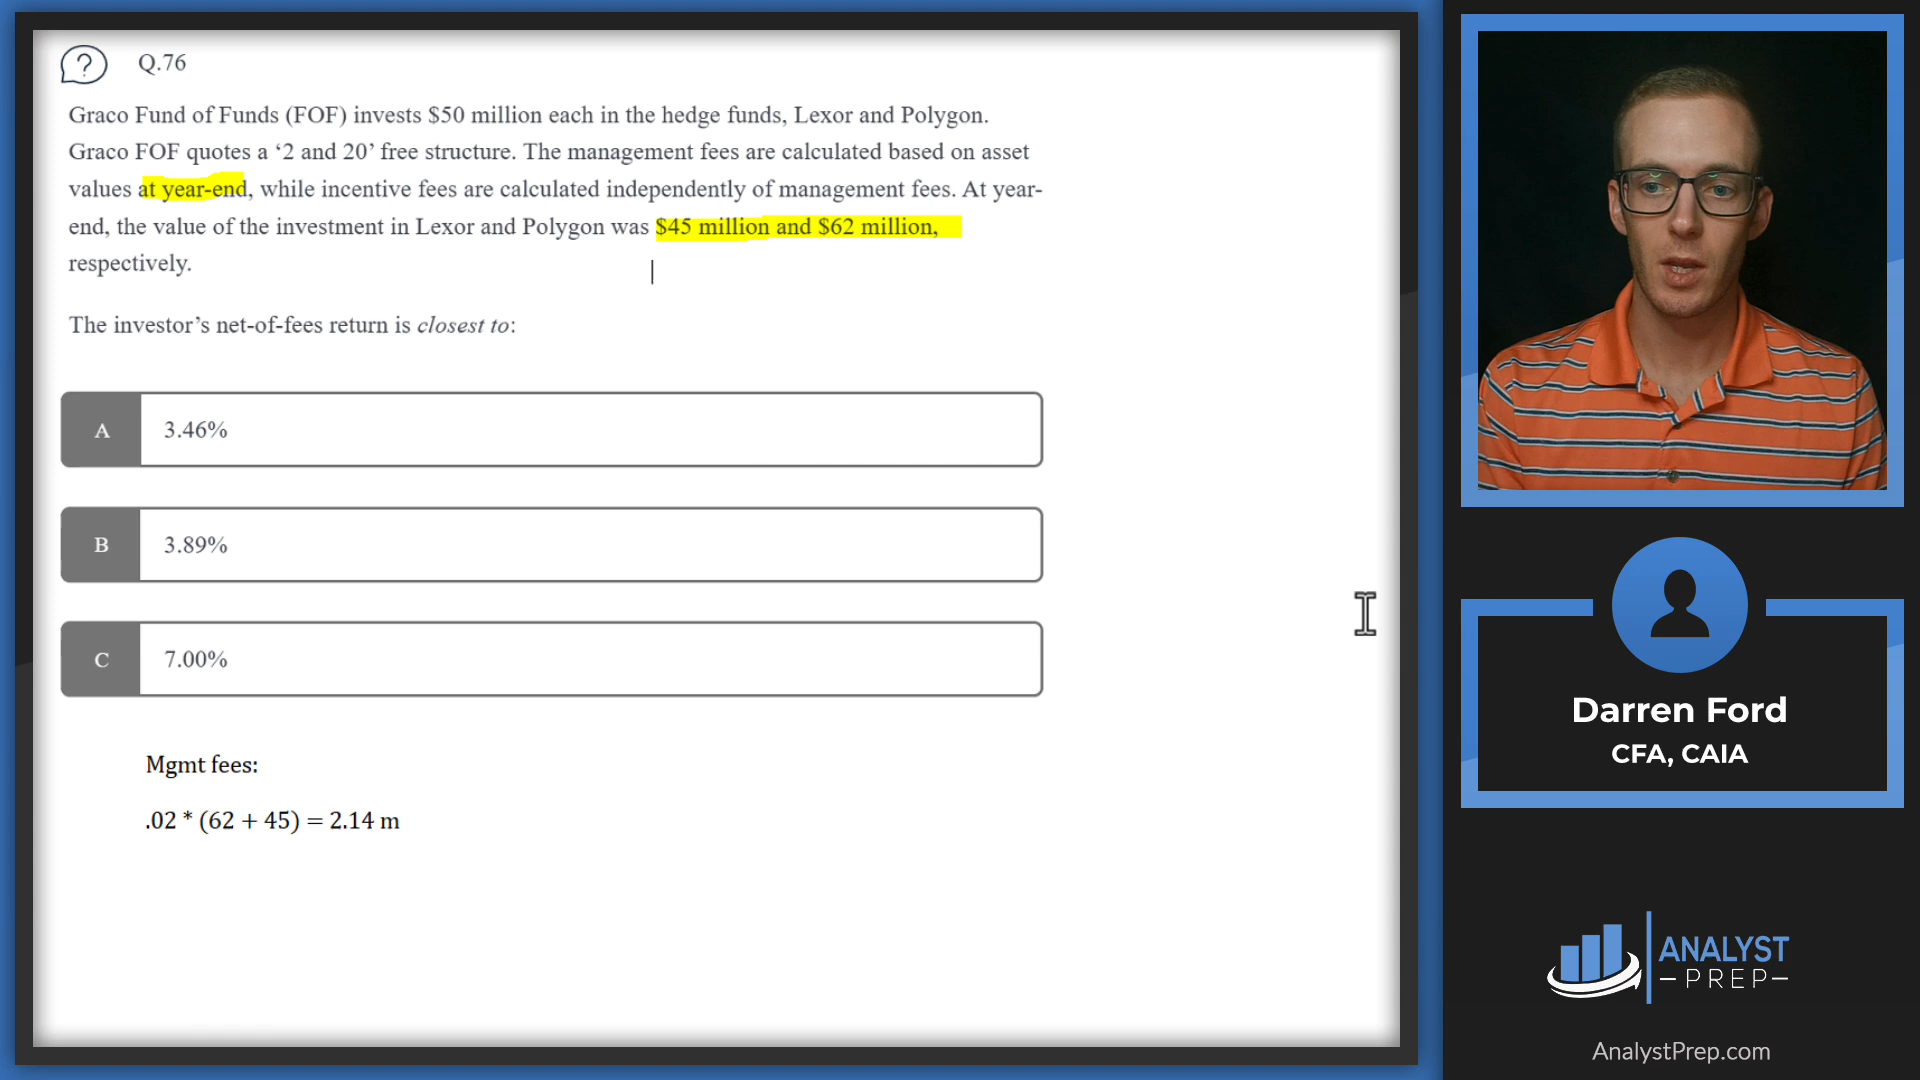 Q.76
Graco Fund of Funds (FOF) invests $50 million each in the hedge funds, Lexor and Polygon.
Graco FOF quotes a ‘2 and 20’ free structure. The management fees are calculated based on asset
values at year-end, while incentive fees are calculated independently of management fees. At year-
end, the value of the investment in Lexor and Polygon was $45 million and $62 million,
respectively.
The investor’s net-of-fees return is closest to:
A 3.46%
B 3.89%
C 7.00%
Mgmt fees:
.02 * (62 + 45) = 2.14 m
Darren Ford
CFA, CAIA
ANALYST
PREP
AnalystPrep.com